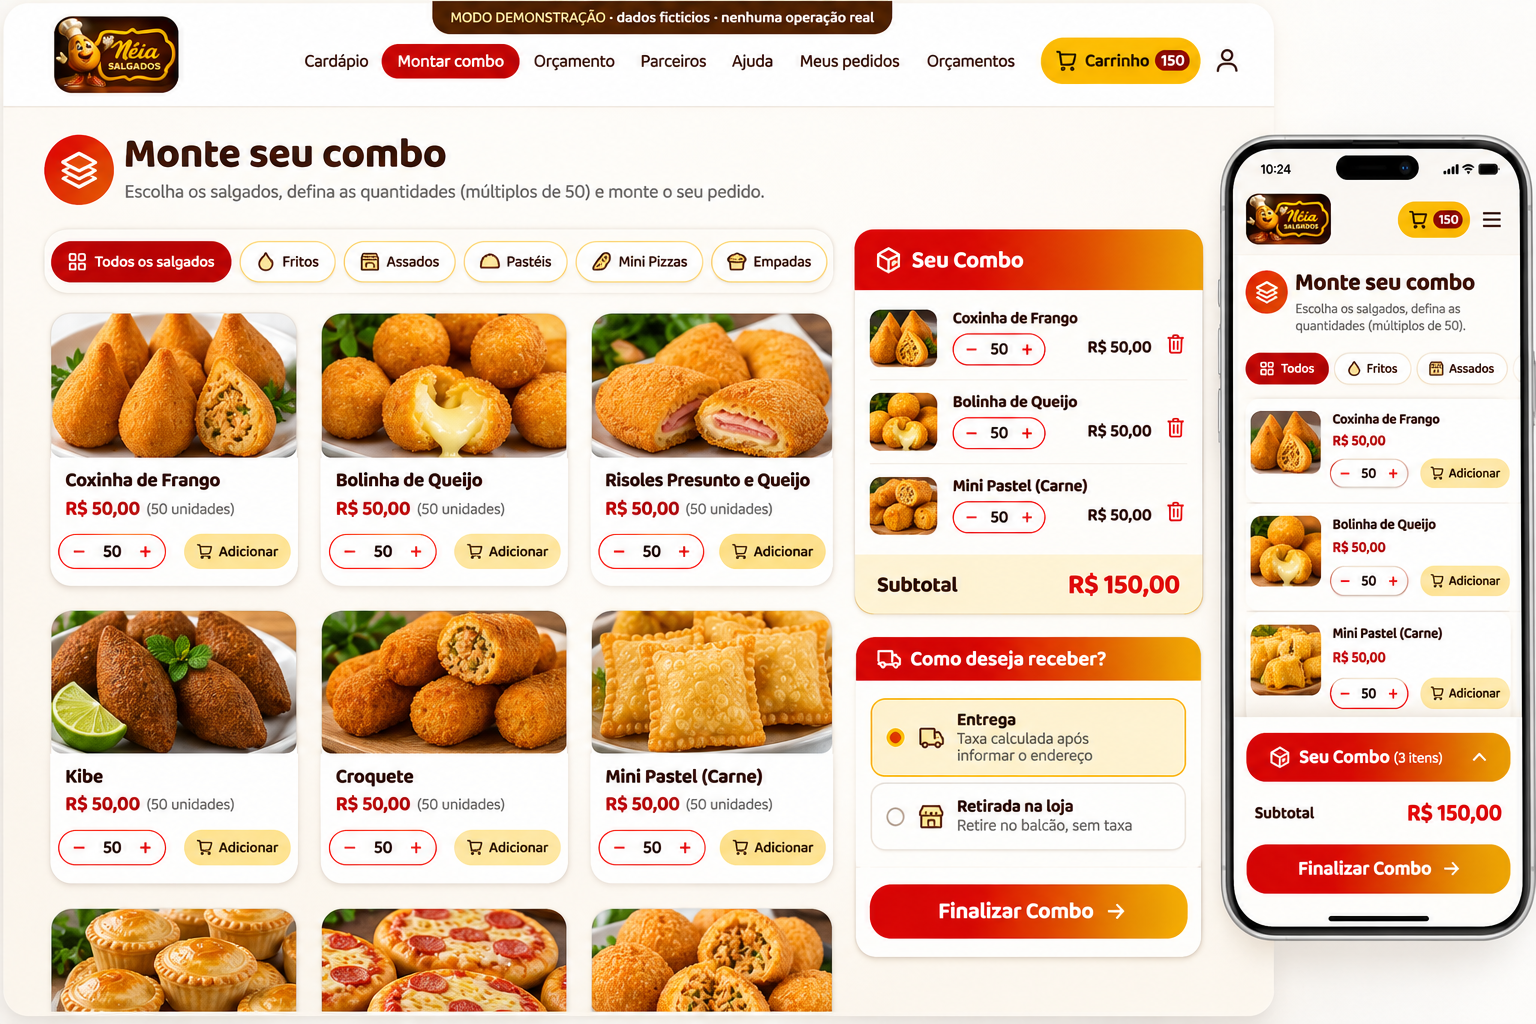 MODO DEMONSTRAÇÃO · dados ficticios · nenhuma operação real
Néia
SALGADOS
Cardápio
Montar combo
Orçamento
Parceiros
Ajuda
Meus pedidos
Orçamentos
Carrinho 150
Monte seu combo
Escolha os salgados, defina as quantidades (múltiplos de 50) e monte o seu pedido.
Todos os salgados
Fritos
Assados
Pastéis
Mini Pizzas
Empadas
Coxinha de Frango
R$ 50,00 (50 unidades)
− 50 +
Adicionar
Bolinha de Queijo
R$ 50,00 (50 unidades)
− 50 +
Adicionar
Risoles Presunto e Queijo
R$ 50,00 (50 unidades)
− 50 +
Adicionar
Kibe
R$ 50,00 (50 unidades)
− 50 +
Adicionar
Croquete
R$ 50,00 (50 unidades)
− 50 +
Adicionar
Mini Pastel (Carne)
R$ 50,00 (50 unidades)
− 50 +
Adicionar
Seu Combo
Coxinha de Frango
− 50 +
R$ 50,00
Bolinha de Queijo
− 50 +
R$ 50,00
Mini Pastel (Carne)
− 50 +
R$ 50,00
Subtotal
R$ 150,00
Como deseja receber?
Entrega
Taxa calculada após
informar o endereço
Retirada na loja
Retire no balcão, sem taxa
Finalizar Combo →
10:24
Néia
SALGADOS
150
Monte seu combo
Escolha os salgados, defina as
quantidades (múltiplos de 50).
Todos
Fritos
Assados
Coxinha de Frango
R$ 50,00
− 50 +
Adicionar
Bolinha de Queijo
R$ 50,00
− 50 +
Adicionar
Mini Pastel (Carne)
R$ 50,00
− 50 +
Adicionar
Seu Combo (3 itens)
Subtotal
R$ 150,00
Finalizar Combo →